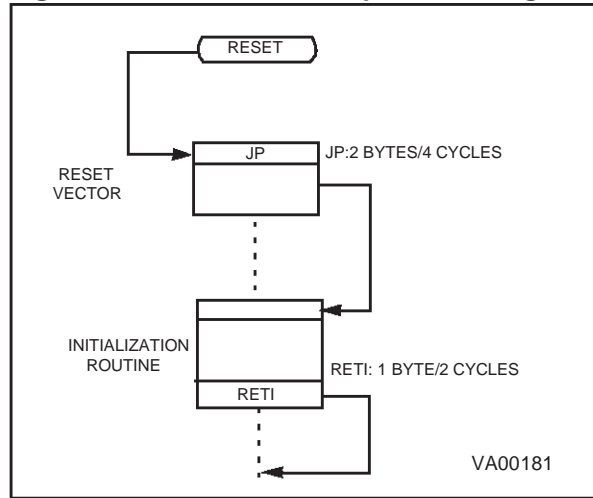 RESET
JP
JP:2 BYTES/4 CYCLES
RESET
VECTOR
INITIALIZATION
ROUTINE
RETI: 1 BYTE/2 CYCLES
RETI
VA00181